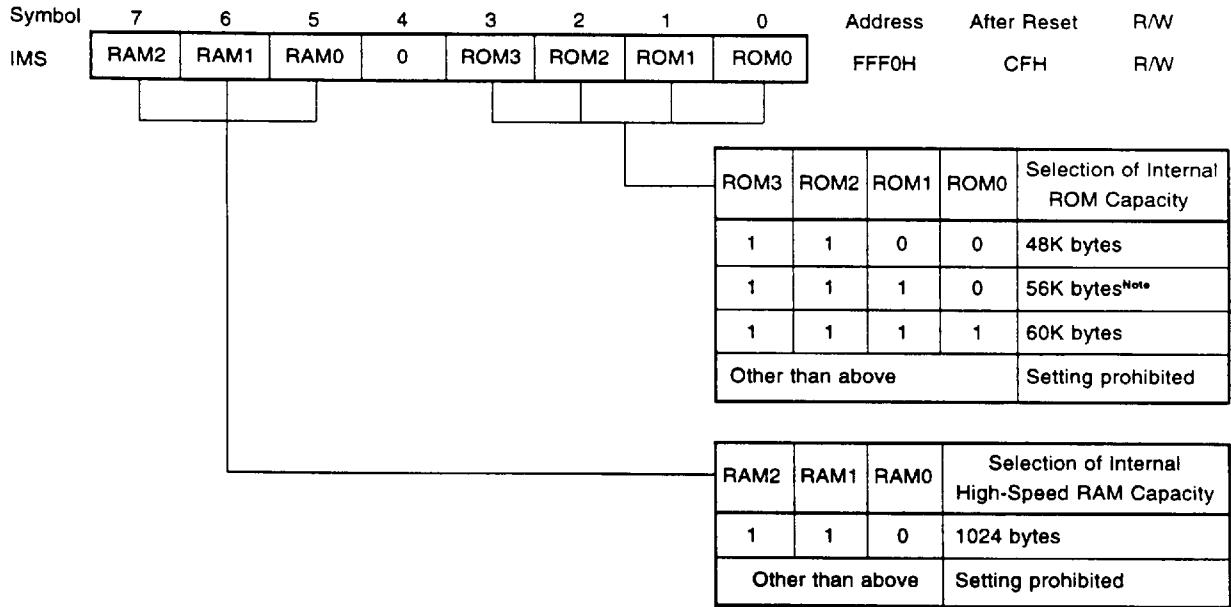 Symbol 7 6 5 4 3 2 1 0 Address After Reset R/W
IMS RAM2 RAM1 RAM0 0 ROM3 ROM2 ROM1 ROM0 FFF0H CFH R/W
ROM3 ROM2 ROM1 ROM0 Selection of Internal
ROM Capacity
1 1 0 0 48K bytes
1 1 1 0 56K bytesNote
1 1 1 1 60K bytes
Other than above Setting prohibited
RAM2 RAM1 RAM0 Selection of Internal
High-Speed RAM Capacity
1 1 0 1024 bytes
Other than above Setting prohibited